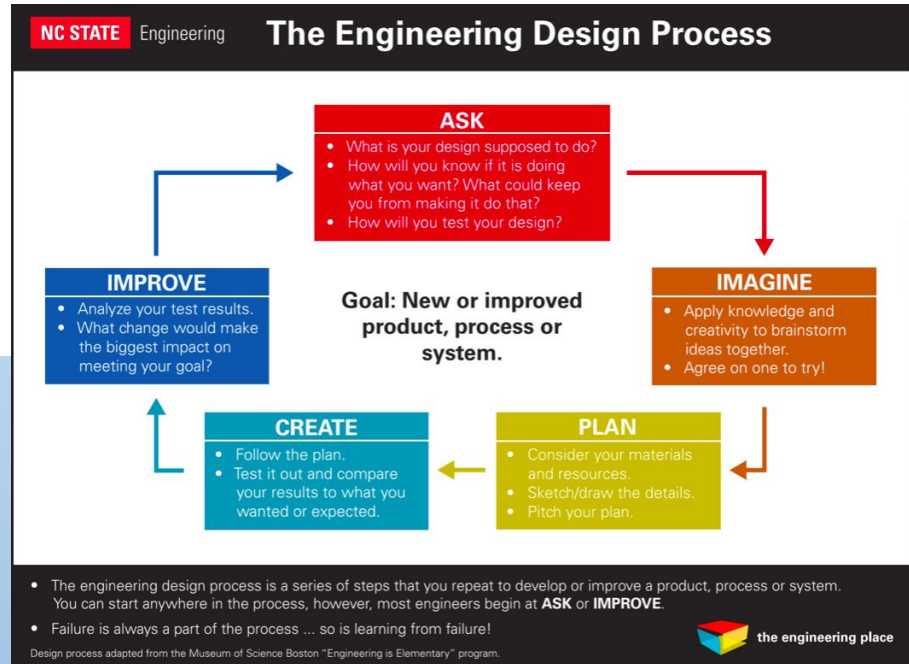 NC STATE Engineering The Engineering Design Process
ASK
• What is your design supposed to do?
• How will you know if it is doing
what you want? What could keep
you from making it do that?
• How will you test your design?
IMPROVE
• Analyze your test results.
• What change would make
the biggest impact on
meeting your goal?
Goal: New or improved
product, process or
system.
IMAGINE
• Apply knowledge and
creativity to brainstorm
ideas together.
• Agree on one to try!
CREATE
• Follow the plan.
• Test it out and compare
your results to what you
wanted or expected.
PLAN
• Consider your materials
and resources.
• Sketch/draw the details.
• Pitch your plan.
• The engineering design process is a series of steps that you repeat to develop or improve a product, process or system.
You can start anywhere in the process, however, most engineers begin at ASK or IMPROVE.
• Failure is always a part of the process ... so is learning from failure!
Design process adapted from the Museum of Science Boston “Engineering is Elementary” program.
the engineering place